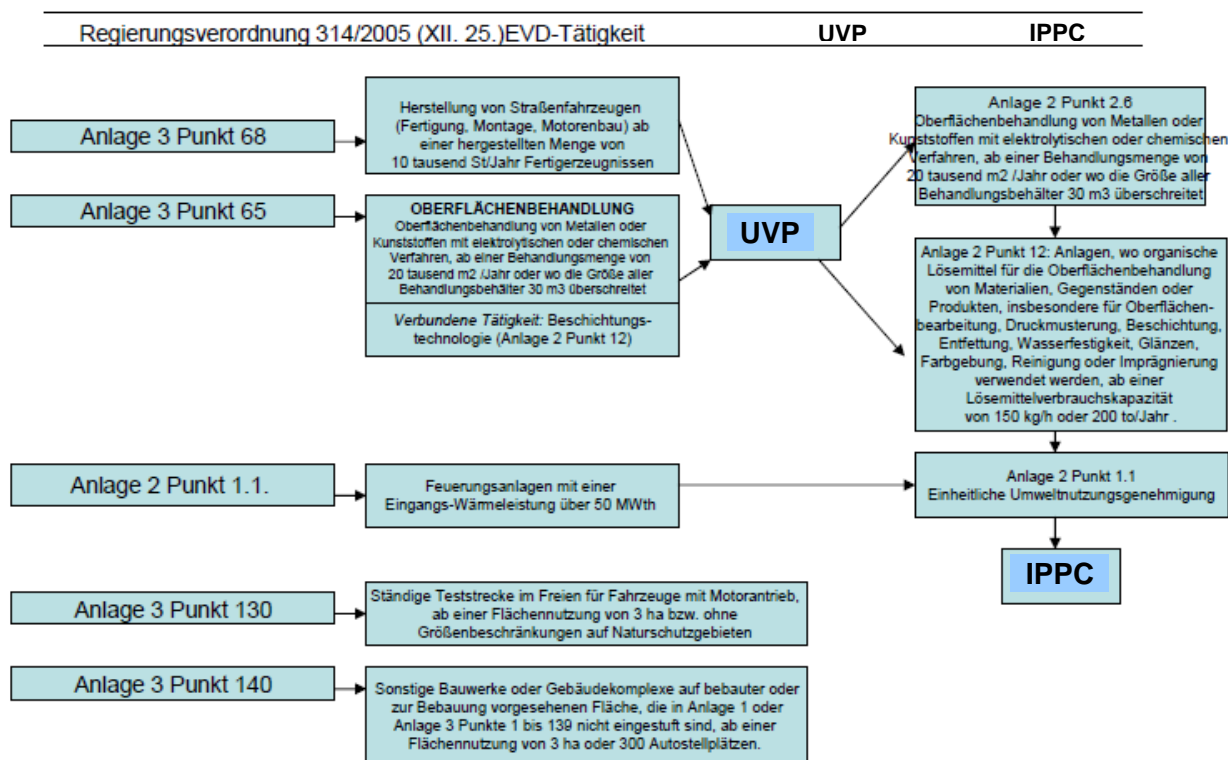 Regierungsverordnung 314/2005 (XII. 25.)EVD-Tätigkeit UVP IPPC
Anlage 3 Punkt 68
Herstellung von Straßenfahrzeugen
(Fertigung, Montage, Motorenbau) ab
einer hergestellten Menge von
10 tausend St/Jahr Fertigerzeugnissen
Anlage 3 Punkt 65
OBERFLÄCHENBEHANDLUNG
Oberflächenbehandlung von Metallen oder
Kunststoffen mit elektrolytischen oder chemischen
Verfahren, ab einer Behandlungsmenge von
20 tausend m2 /Jahr oder wo die Größe aller
Behandlungsbehälter 30 m3 überschreitet
Verbundene Tätigkeit: Beschichtungs-
technologie (Anlage 2 Punkt 12)
UVP
Anlage 2 Punkt 2.6
Oberflächenbehandlung von Metallen oder
Kunststoffen mit elektrolytischen oder chemischen
Verfahren, ab einer Behandlungsmenge von
20 tausend m2 /Jahr oder wo die Größe aller
Behandlungsbehälter 30 m3 überschreitet
Anlage 2 Punkt 12: Anlagen, wo organische
Lösemittel für die Oberflächenbehandlung
von Materialien, Gegenständen oder
Produkten, insbesondere für Oberflächen-
bearbeitung, Druckmusterung, Beschichtung,
Entfettung, Wasserfestigkeit, Glänzen,
Farbgebung, Reinigung oder Imprägnierung
verwendet werden, ab einer
Lösemittelverbrauchskapazität
von 150 kg/h oder 200 to/Jahr .
Anlage 2 Punkt 1.1.
Feuerungsanlagen mit einer
Eingangs-Wärmeleistung über 50 MWth
Anlage 2 Punkt 1.1
Einheitliche Umweltnutzungsgenehmigung
IPPC
Anlage 3 Punkt 130
Ständige Teststrecke im Freien für Fahrzeuge mit Motorantrieb,
ab einer Flächennutzung von 3 ha bzw. ohne
Größenbeschränkungen auf Naturschutzgebieten
Anlage 3 Punkt 140
Sonstige Bauwerke oder Gebäudekomplexe auf bebauter oder
zur Bebauung vorgesehenen Fläche, die in Anlage 1 oder
Anlage 3 Punkte 1 bis 139 nicht eingestuft sind, ab einer
Flächennutzung von 3 ha oder 300 Autostellplätzen.